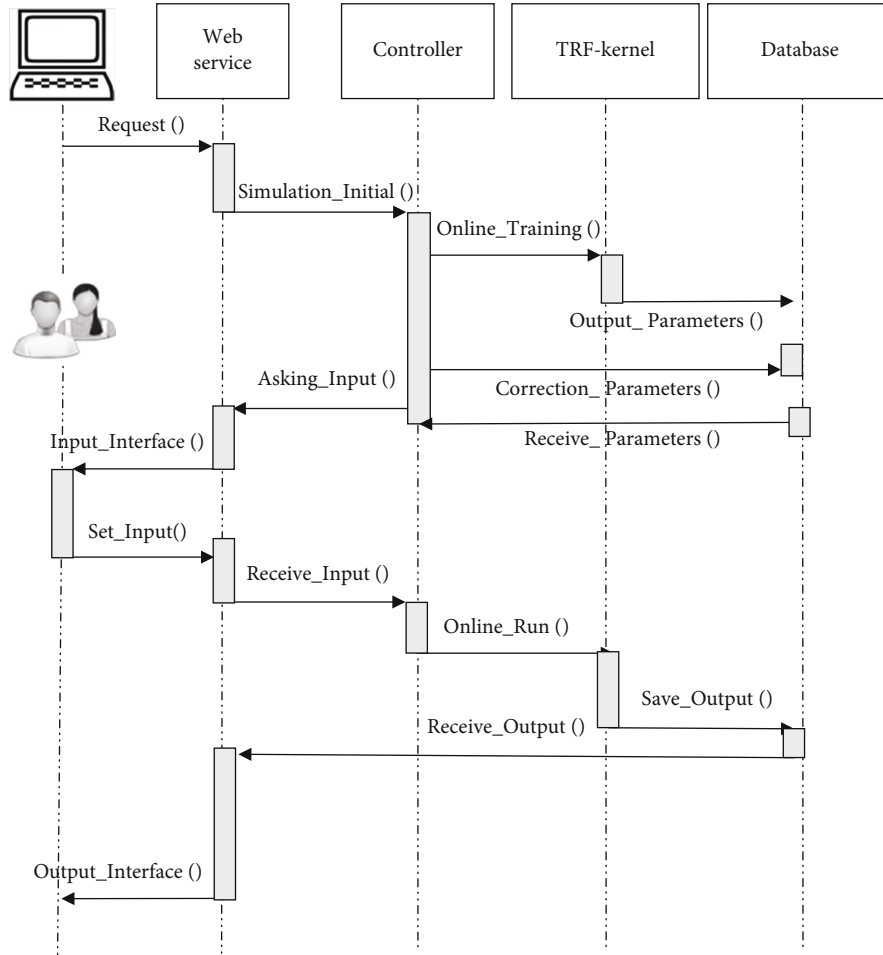 Web
service
Controller
TRF-kernel
Database
Request ()
Simulation_Initial ()
Online_Training ()
Output_ Parameters ()
Asking_Input ()
Correction_ Parameters ()
Input_Interface ()
Receive_ Parameters ()
Set_Input()
Receive_Input ()
Online_Run ()
Save_Output ()
Receive_Output ()
Output_Interface ()